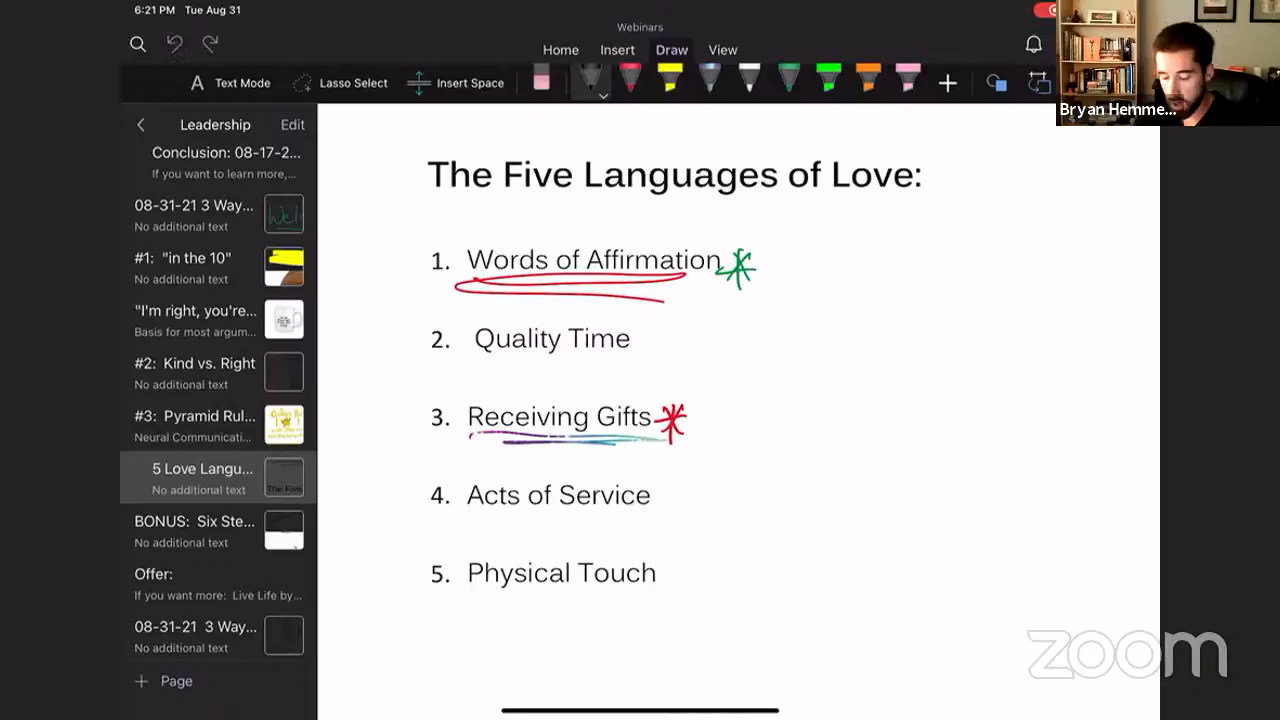 6:21 PM Tue Aug 31
Webinars
Home Insert Draw View
Text Mode Lasso Select Insert Space
Bryan Hemme...
Leadership Edit
Conclusion: 08-17-2...
If you want to learn more,...
08-31-21 3 Way...
No additional text
#1: "in the 10"
No additional text
"I'm right, you're...
Basis for most argum...
#2: Kind vs. Right
No additional text
#3: Pyramid Rul...
Neural Communicati...
5 Love Langu...
No additional text
The Five
BONUS: Six Ste...
No additional text
Offer:
If you want more: Live Life by...
08-31-21 3 Way...
No additional text
+ Page
The Five Languages of Love:
1. Words of Affirmation
2. Quality Time
3. Receiving Gifts
4. Acts of Service
5. Physical Touch
zoom